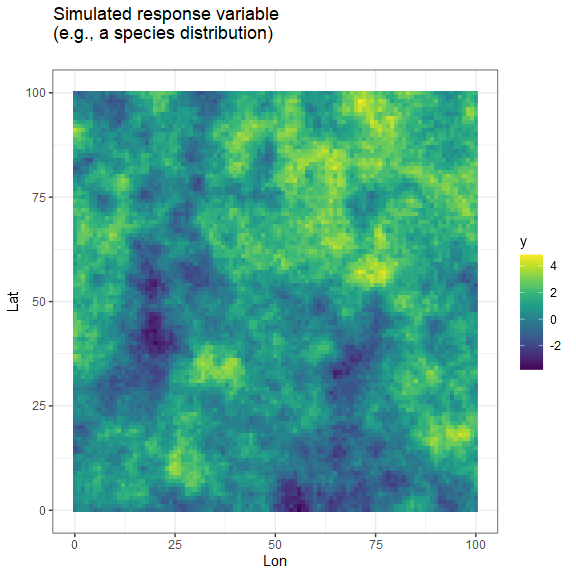 Simulated response variable
(e.g., a species distribution)
100
75
50
25
0
Lat
0 25 50 75 100
Lon
y
4
2
0
-2